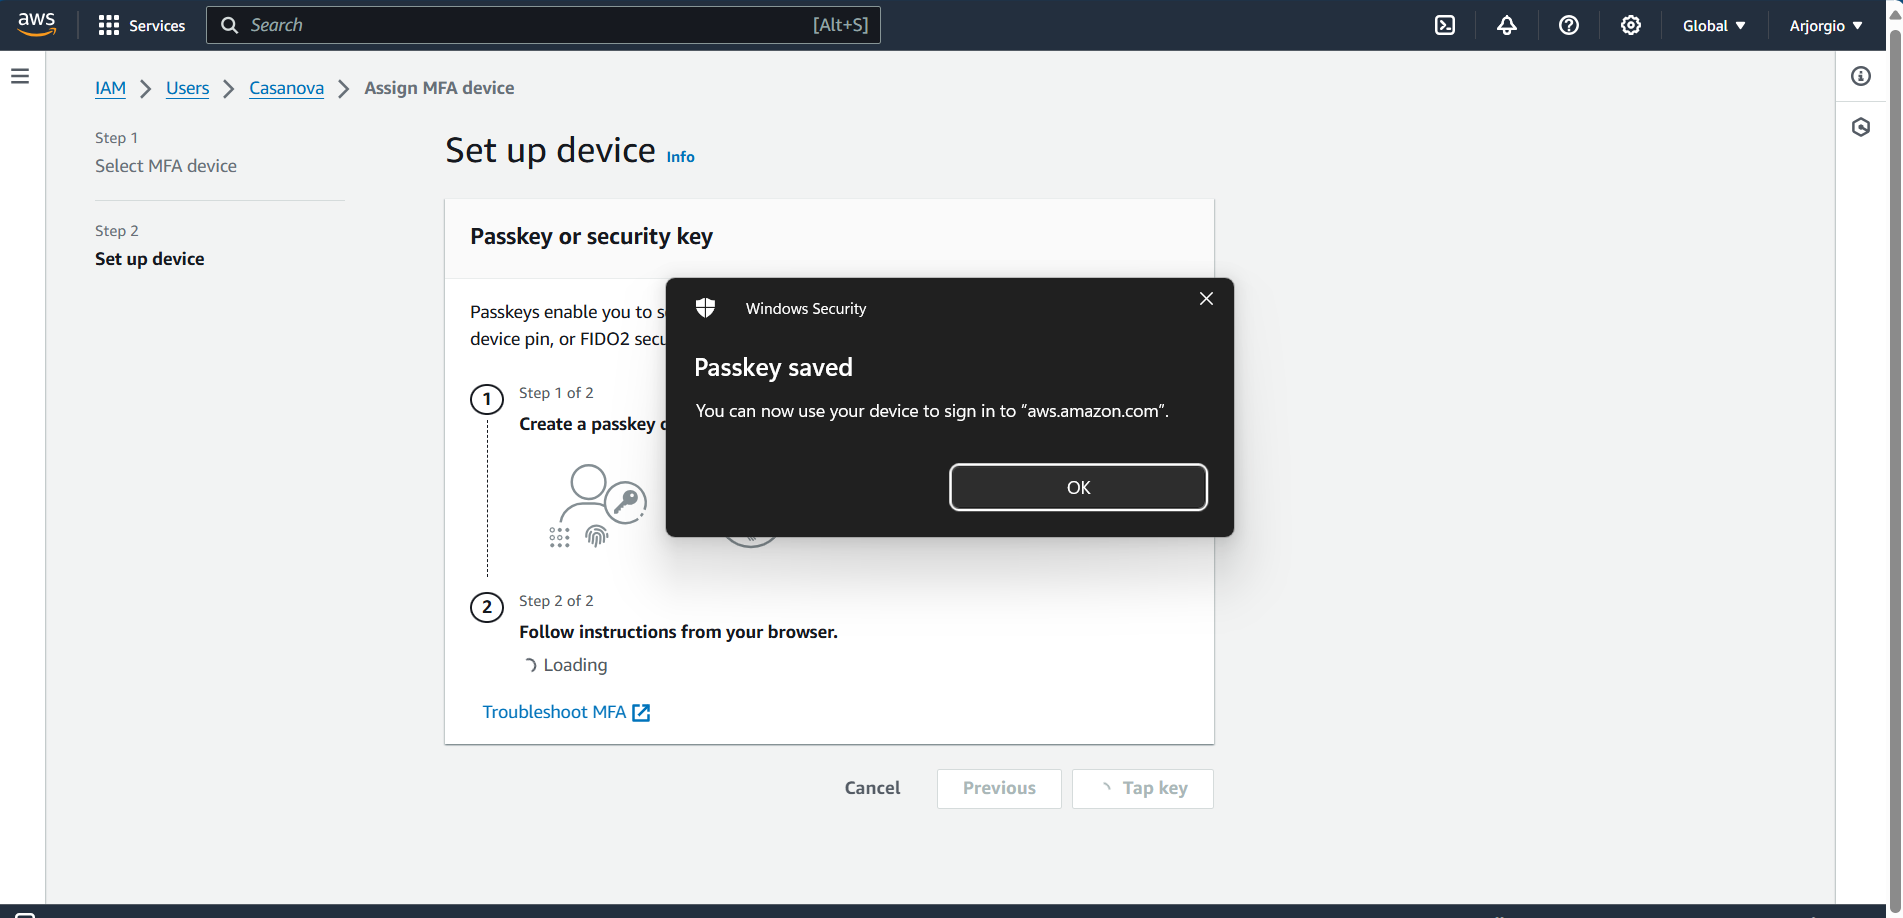 aws
Services
Search
[Alt+S]
Global
Arjorgio
IAM
Users
Casanova
Assign MFA device
Step 1
Select MFA device
Step 2
Set up device
Set up device
Info
Passkey or security key
Passkeys enable you to
device pin, or FIDO2
1
Step 1 of 2
Create a passkey
Windows Security
Passkey saved
You can now use your device to sign in to “aws.amazon.com”.
OK
2
Step 2 of 2
Follow instructions from your browser.
Loading
Troubleshoot MFA
Cancel
Previous
Tap key